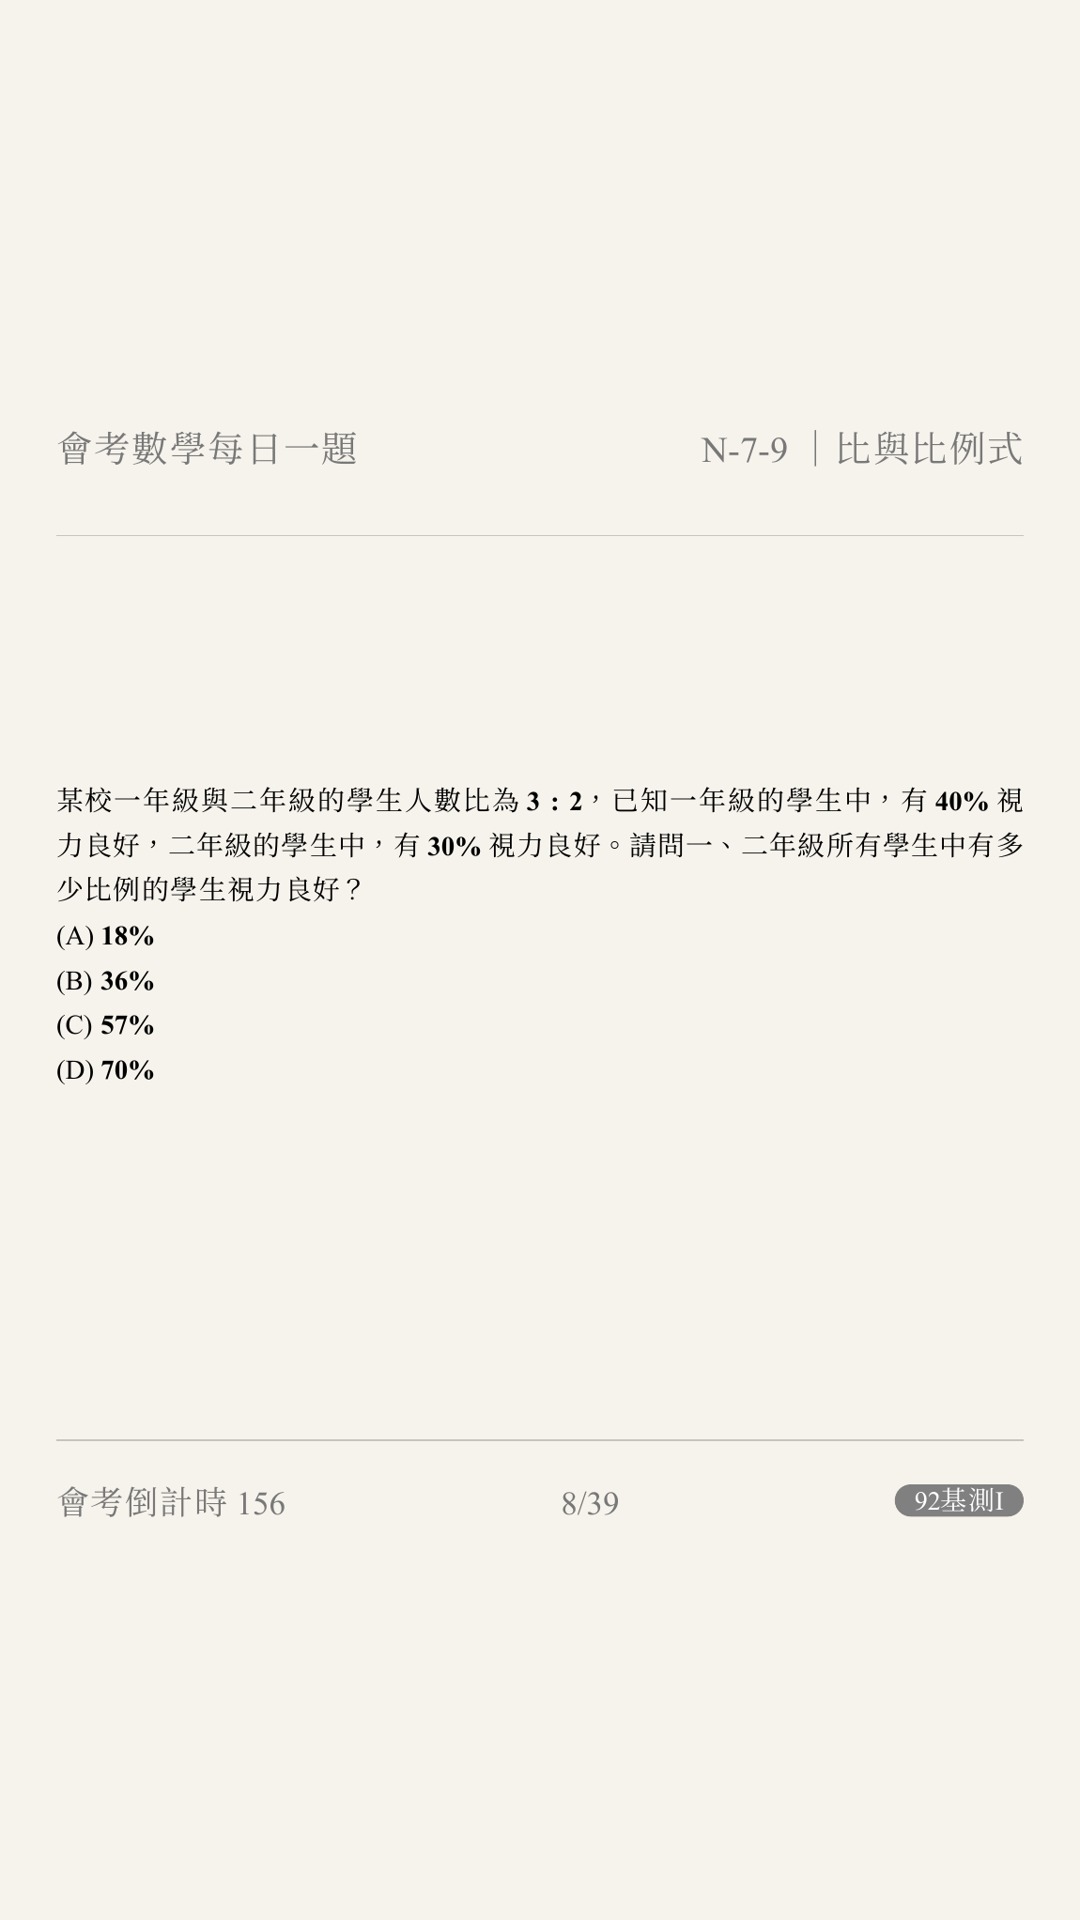 會考數學每日一題
N-7-9 ｜比與比例式
某校一年級與二年級的學生人數比為 3 : 2，已知一年級的學生中，有 40% 視
力良好，二年級的學生中，有 30% 視力良好。請問一、二年級所有學生中有多
少比例的學生視力良好？
(A) 18%
(B) 36%
(C) 57%
(D) 70%
會考倒計時 156
8/39
92基測I